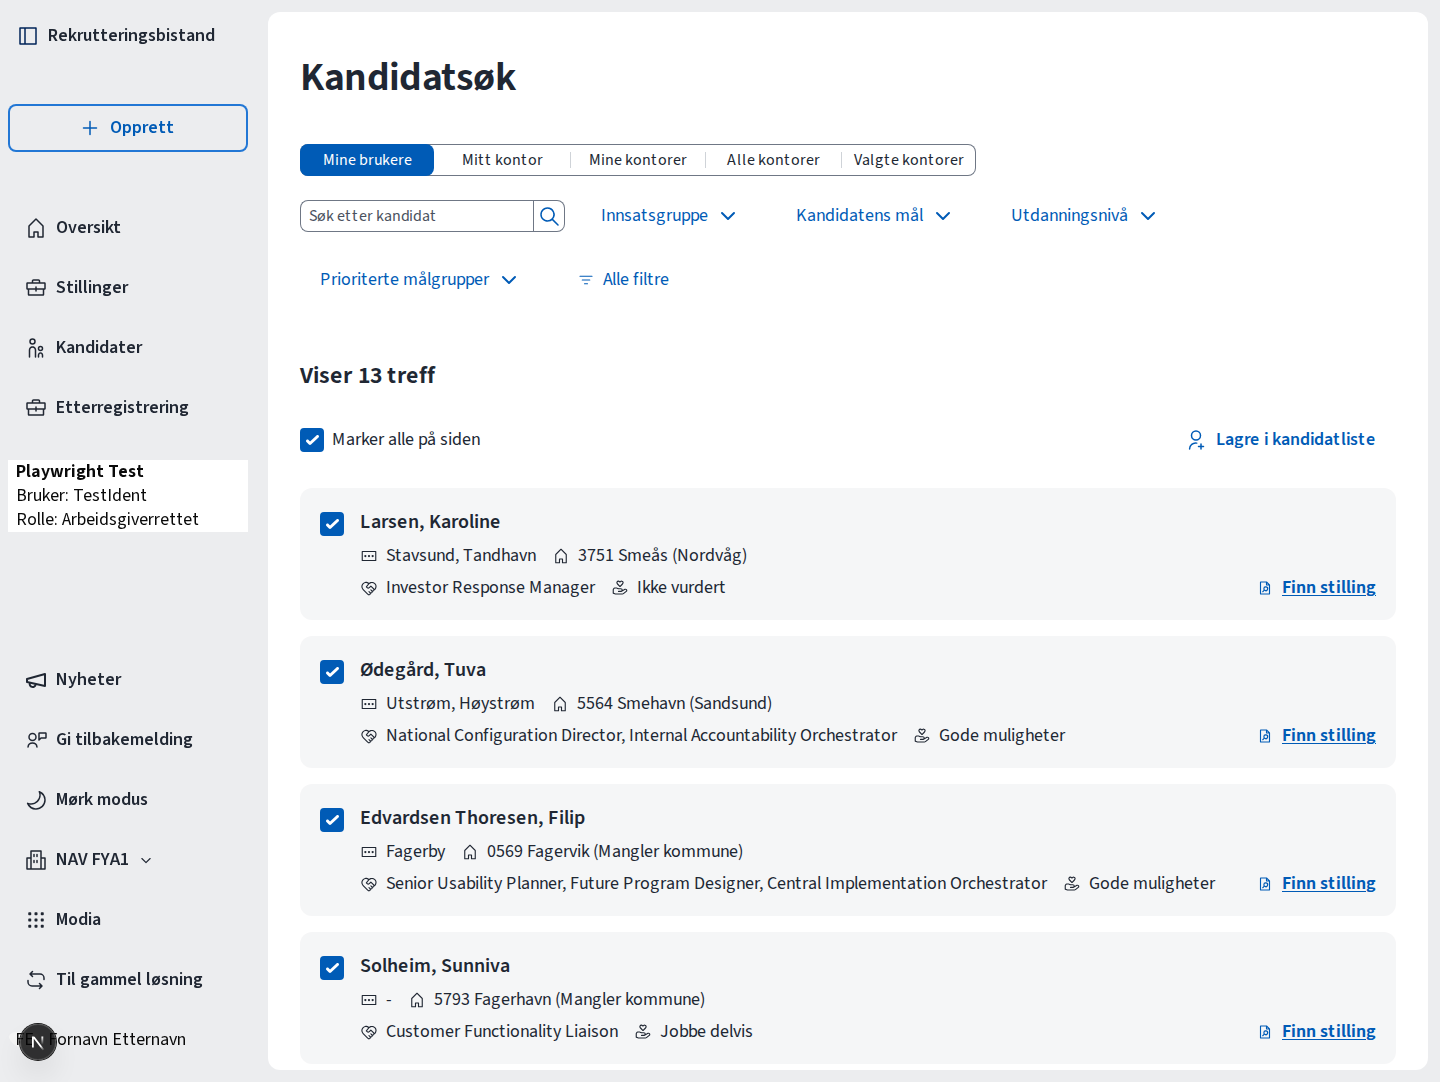 Rekrutteringsbistand
Opprett
Oversikt
Stillinger
Kandidater
Etterregistrering
Playwright Test
Bruker: TestIdent
Rolle: Arbeidsgiverrettet
Nyheter
Gi tilbakemelding
Mørk modus
NAV FYA1
Modia
Til gammel løsning
Fornavn Etternavn
Kandidatsøk
Mine brukere
Mitt kontor
Mine kontorer
Alle kontorer
Valgte kontorer
Søk etter kandidat
Innsatsgruppe
Kandidatens mål
Utdanningsnivå
Prioriterte målgrupper
Alle filtre
Viser 13 treff
Marker alle på siden
Lagre i kandidatliste
Larsen, Karoline
Stavsund, Tandhavn 3751 Smeås (Nordvåg)
Investor Response Manager Ikke vurdert Finn stilling
Ødegård, Tuva
Utstrøm, Høystrøm 5564 Smehavn (Sandsund)
National Configuration Director, Internal Accountability Orchestrator Gode muligheter Finn stilling
Edvardsen Thoresen, Filip
Fagerby 0569 Fagervik (Mangler kommune)
Senior Usability Planner, Future Program Designer, Central Implementation Orchestrator Gode muligheter Finn stilling
Solheim, Sunniva
- 5793 Fagerhavn (Mangler kommune)
Customer Functionality Liaison Jobbe delvis Finn stilling